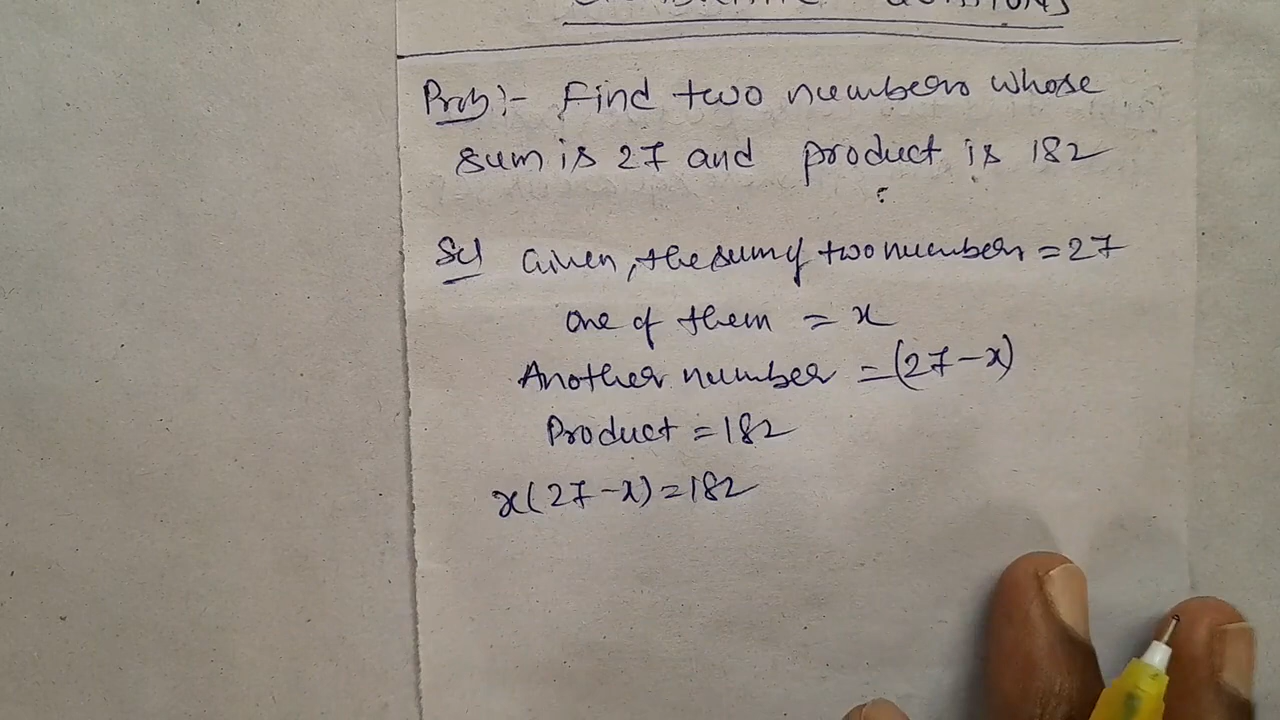 Prob:- Find two numbers whose
sum is 27 and product is 182
Sol Given, the sum of two numbers = 27
one of them = x
Another number = (27-x)
Product = 182
x(27-x)=182